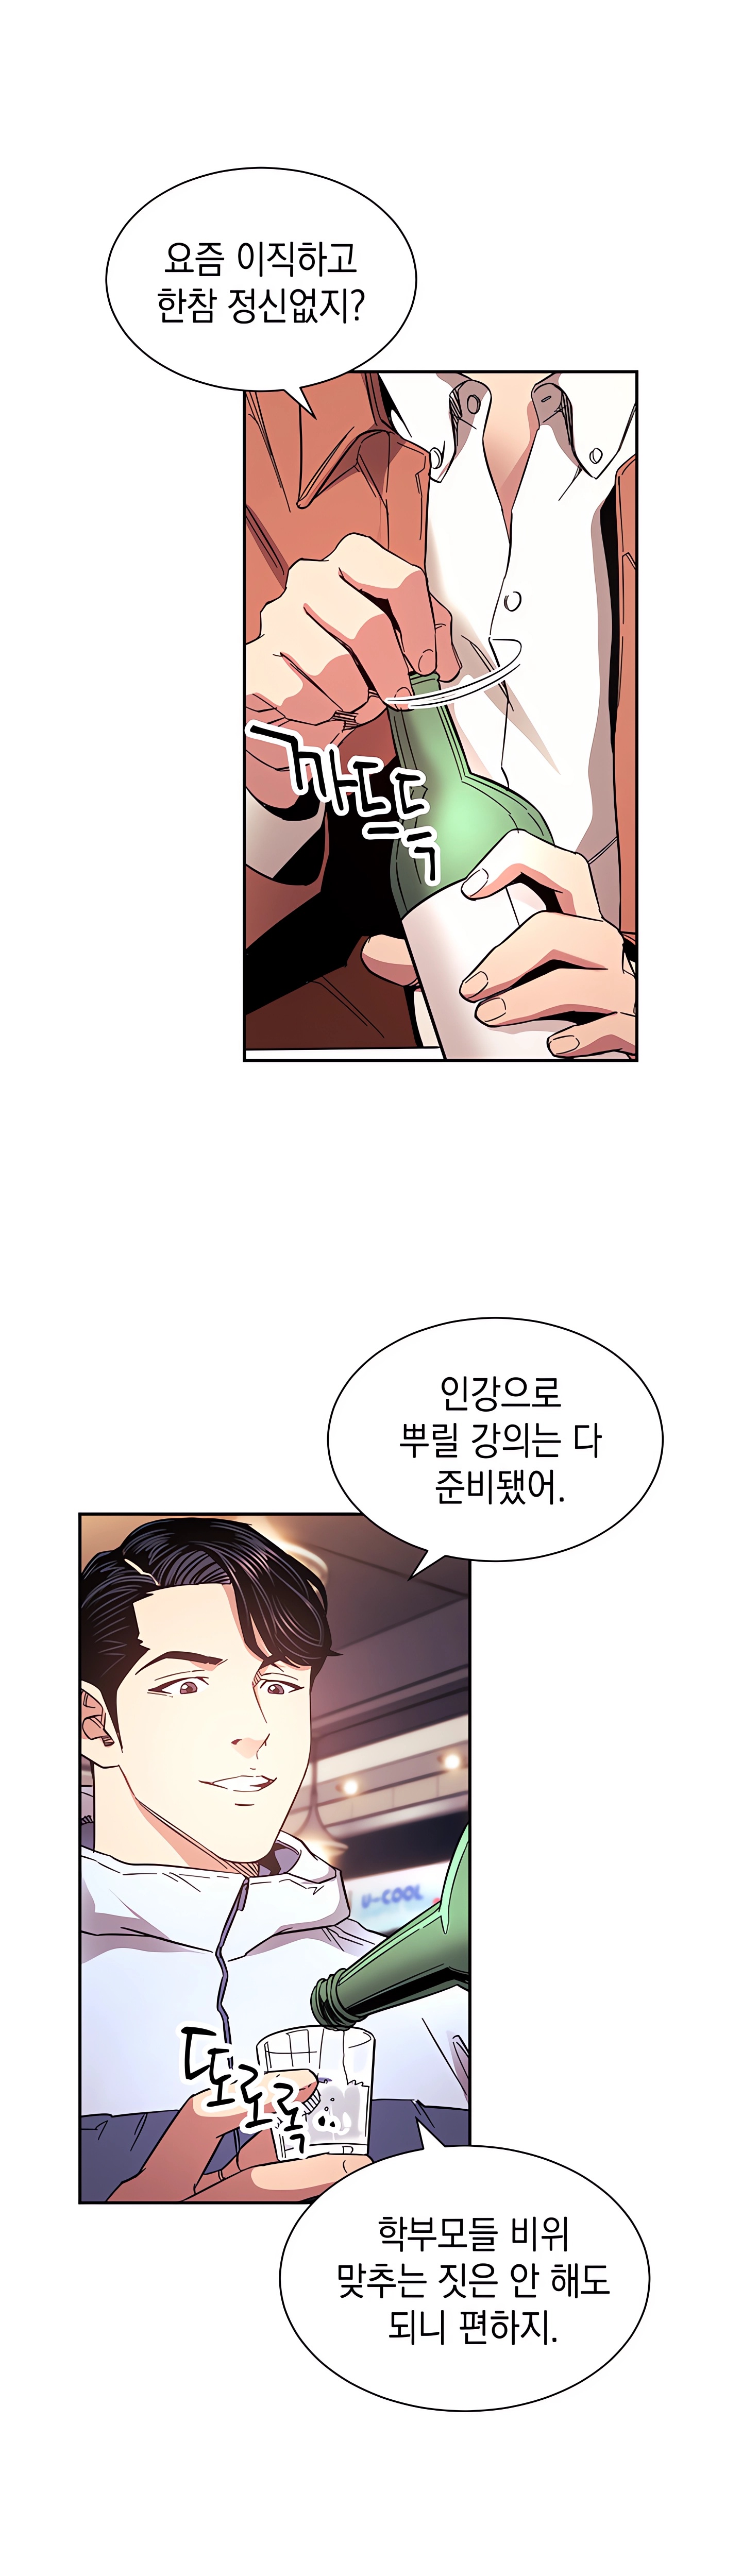 요즘 이직하고
한참 정신없지?
까드득
인강으로
뿌릴 강의는 다
준비됐어.
U-COOL
또로록
학부모들 비위
맞추는 짓은 안 해도
되니 편하지.